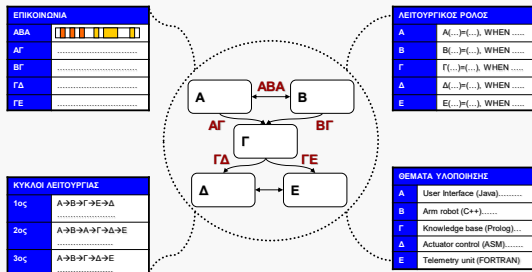 ΕΠΙΚΟΙΝΩΝΙΑ
ΑΒΑ
ΑΓ ..............................
ΒΓ ..............................
ΓΔ ..............................
ΓΕ ..............................
ΛΕΙΤΟΥΡΓΙΚΟΣ ΡΟΛΟΣ
Α Α(…)=(…), WHEN .....
Β Β(…)=(…), WHEN .....
Γ Γ(…)=(…), WHEN .....
Δ Δ(…)=(…), WHEN .....
Ε Ε(…)=(…), WHEN .....
ΑΒΑ
Α Β
ΑΓ ΒΓ
Γ
ΓΔ ΓΕ
Δ Ε
ΚΥΚΛΟΙ ΛΕΙΤΟΥΡΓΙΑΣ
1ος Α→Β→Γ→Ε→Δ
..............................
2ος Α→Β→Α→Γ→Δ→Ε
..............................
3ος Α→Β→Γ→Δ→Ε
ΘΕΜΑΤΑ ΥΛΟΠΟΙΗΣΗΣ
Α User Interface (Java).........
Β Arm robot (C++)......
Γ Knowledge base (Prolog)...
Δ Actuator control (ASM).......
Ε Telemetry unit (FORTRAN)